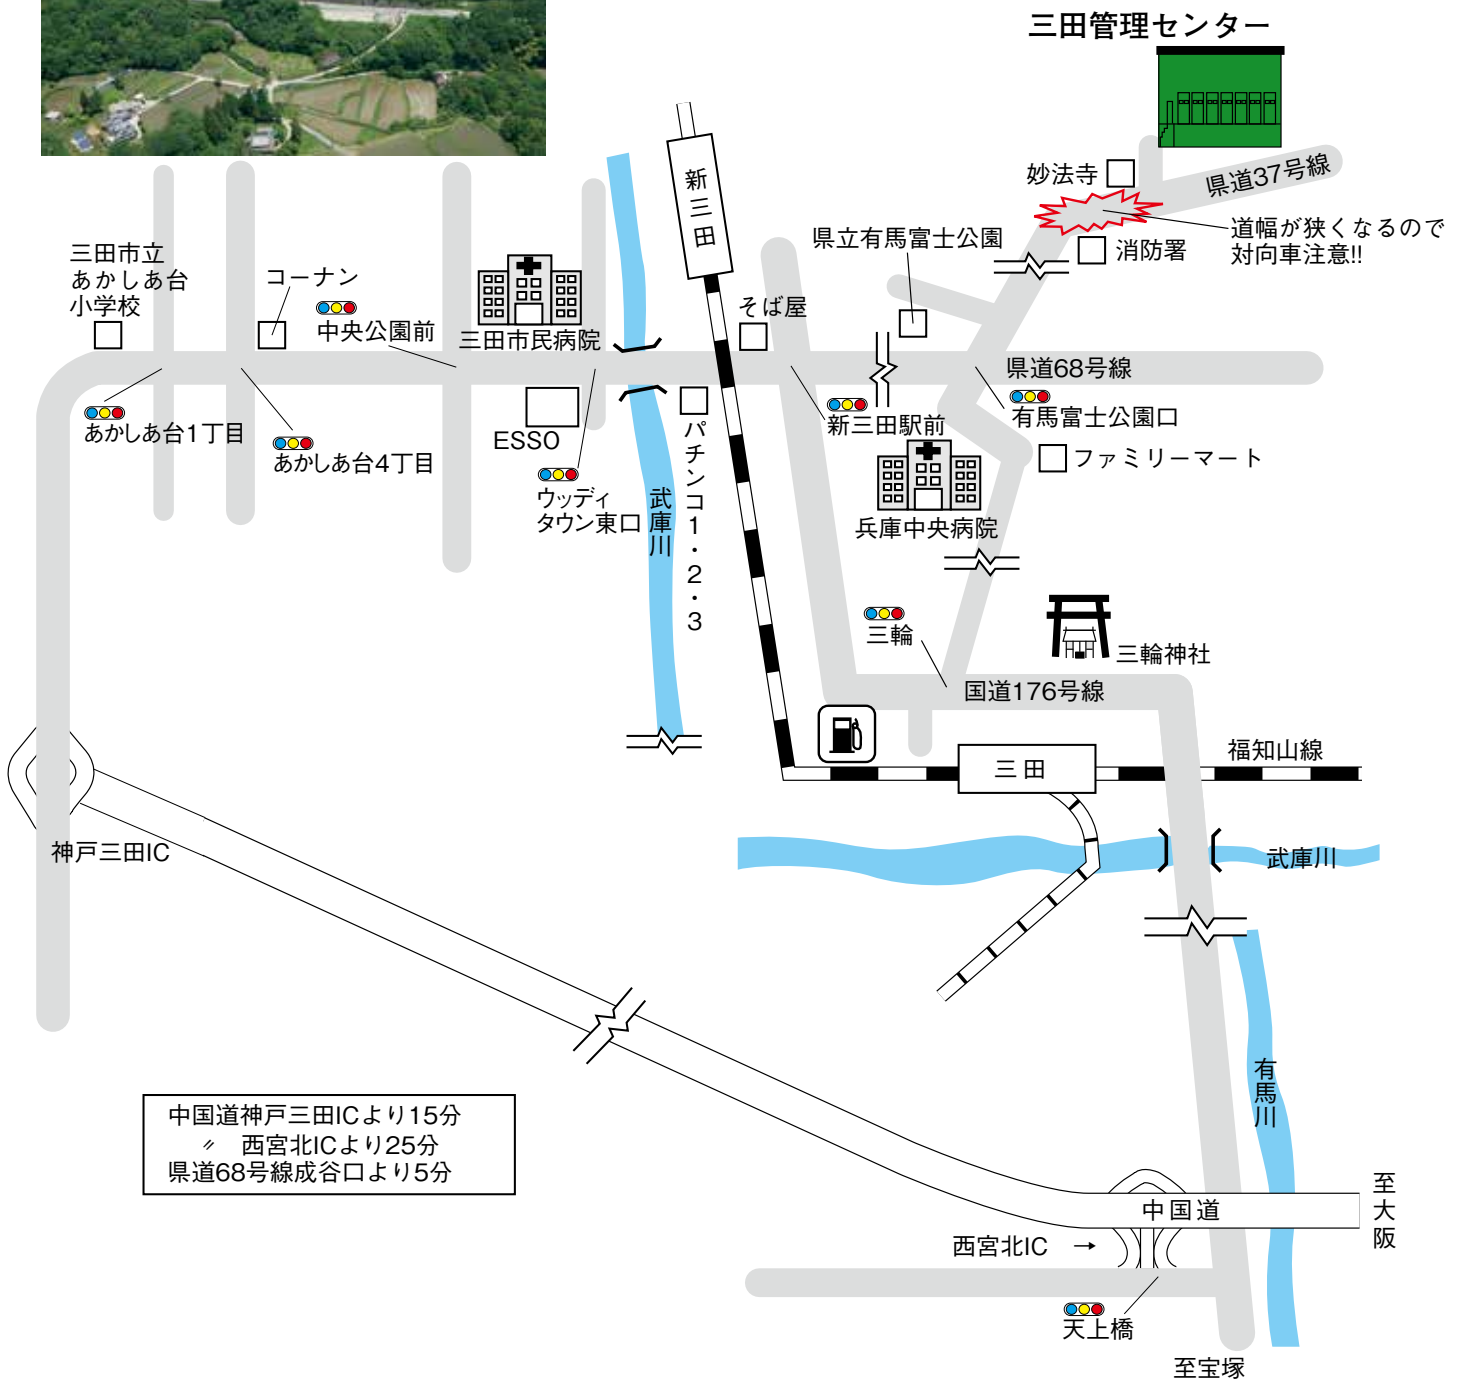 三田管理センター
妙法寺
県道37号線
道幅が狭くなるので
対向車注意!!
消防署
県立有馬富士公園
新三田
三田市立
あかしあ台
小学校
コーナン
中央公園前
三田市民病院
そば屋
県道68号線
あかしあ台1丁目
あかしあ台4丁目
ESSO
ウッディ
タウン東口
武庫川
パチンコ1・2・3
新三田駅前
有馬富士公園口
ファミリーマート
兵庫中央病院
三輪
三輪神社
国道176号線
福知山線
三田
武庫川
神戸三田IC
有馬川
中国道神戸三田ICより15分
〃 西宮北ICより25分
県道68号線成谷口より5分
中国道
至大阪
西宮北IC →
天上橋
至宝塚